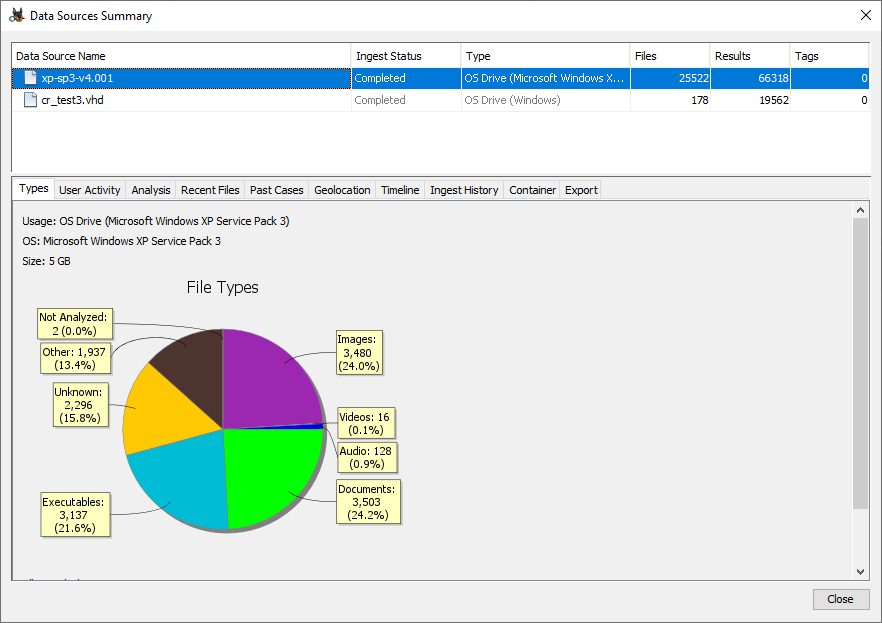 Data Sources Summary
Data Source Name Ingest Status Type Files Results Tags
xp-sp3-v4.001 Completed OS Drive (Microsoft Windows X... 25522 66318 0
cr_test3.vhd Completed OS Drive (Windows) 178 19562 0
Types User Activity Analysis Recent Files Past Cases Geolocation Timeline Ingest History Container Export
Usage: OS Drive (Microsoft Windows XP Service Pack 3)
OS: Microsoft Windows XP Service Pack 3
Size: 5 GB
File Types
Not Analyzed:
2 (0.0%)
Other: 1,937
(13.4%)
Unknown:
2,296
(15.8%)
Executables:
3,137
(21.6%)
Images:
3,480
(24.0%)
Videos: 16
(0.1%)
Audio: 128
(0.9%)
Documents:
3,503
(24.2%)
Close